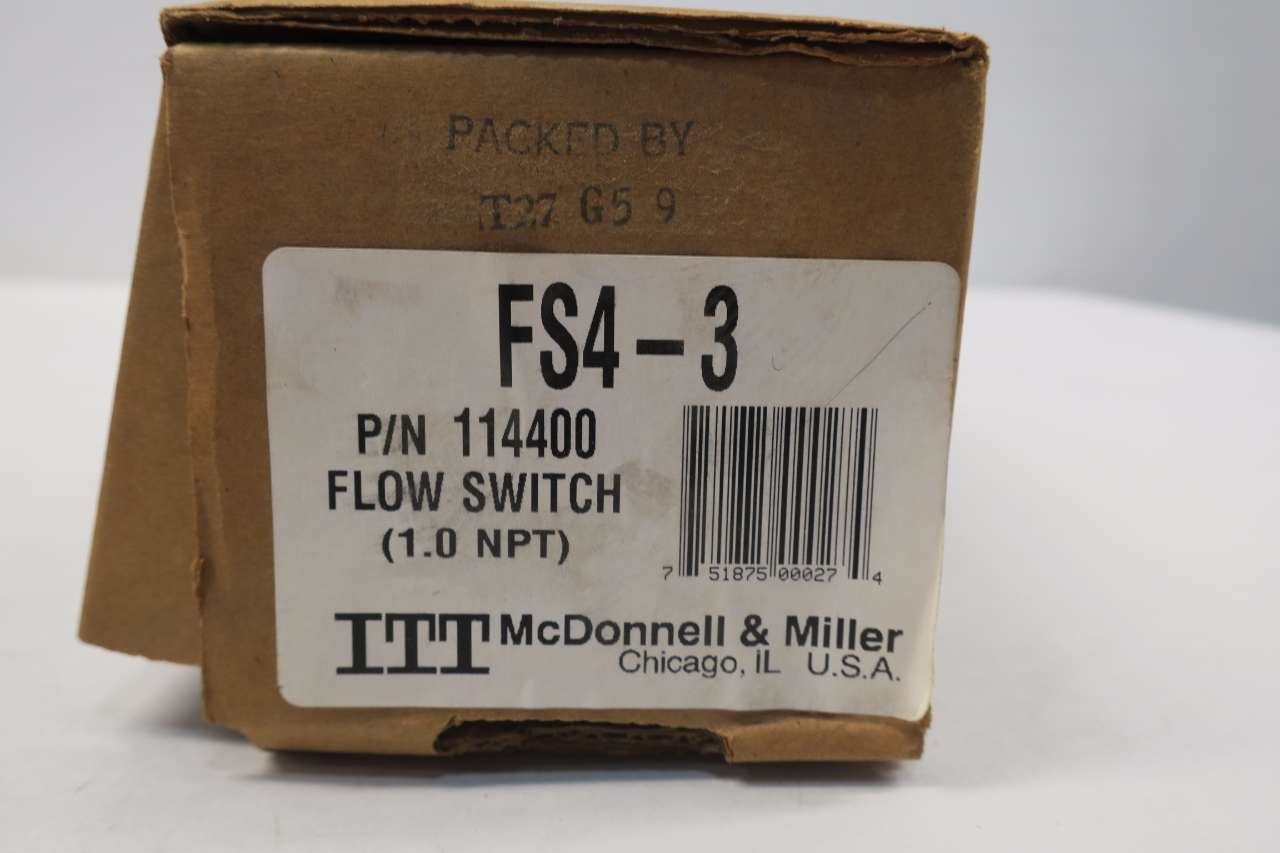 PACKED BY
T27 G5 9
FS4-3
P/N 114400
FLOW SWITCH
(1.0 NPT)
7 51875 00027 4
ITT McDonnell & Miller
Chicago, IL U.S.A.